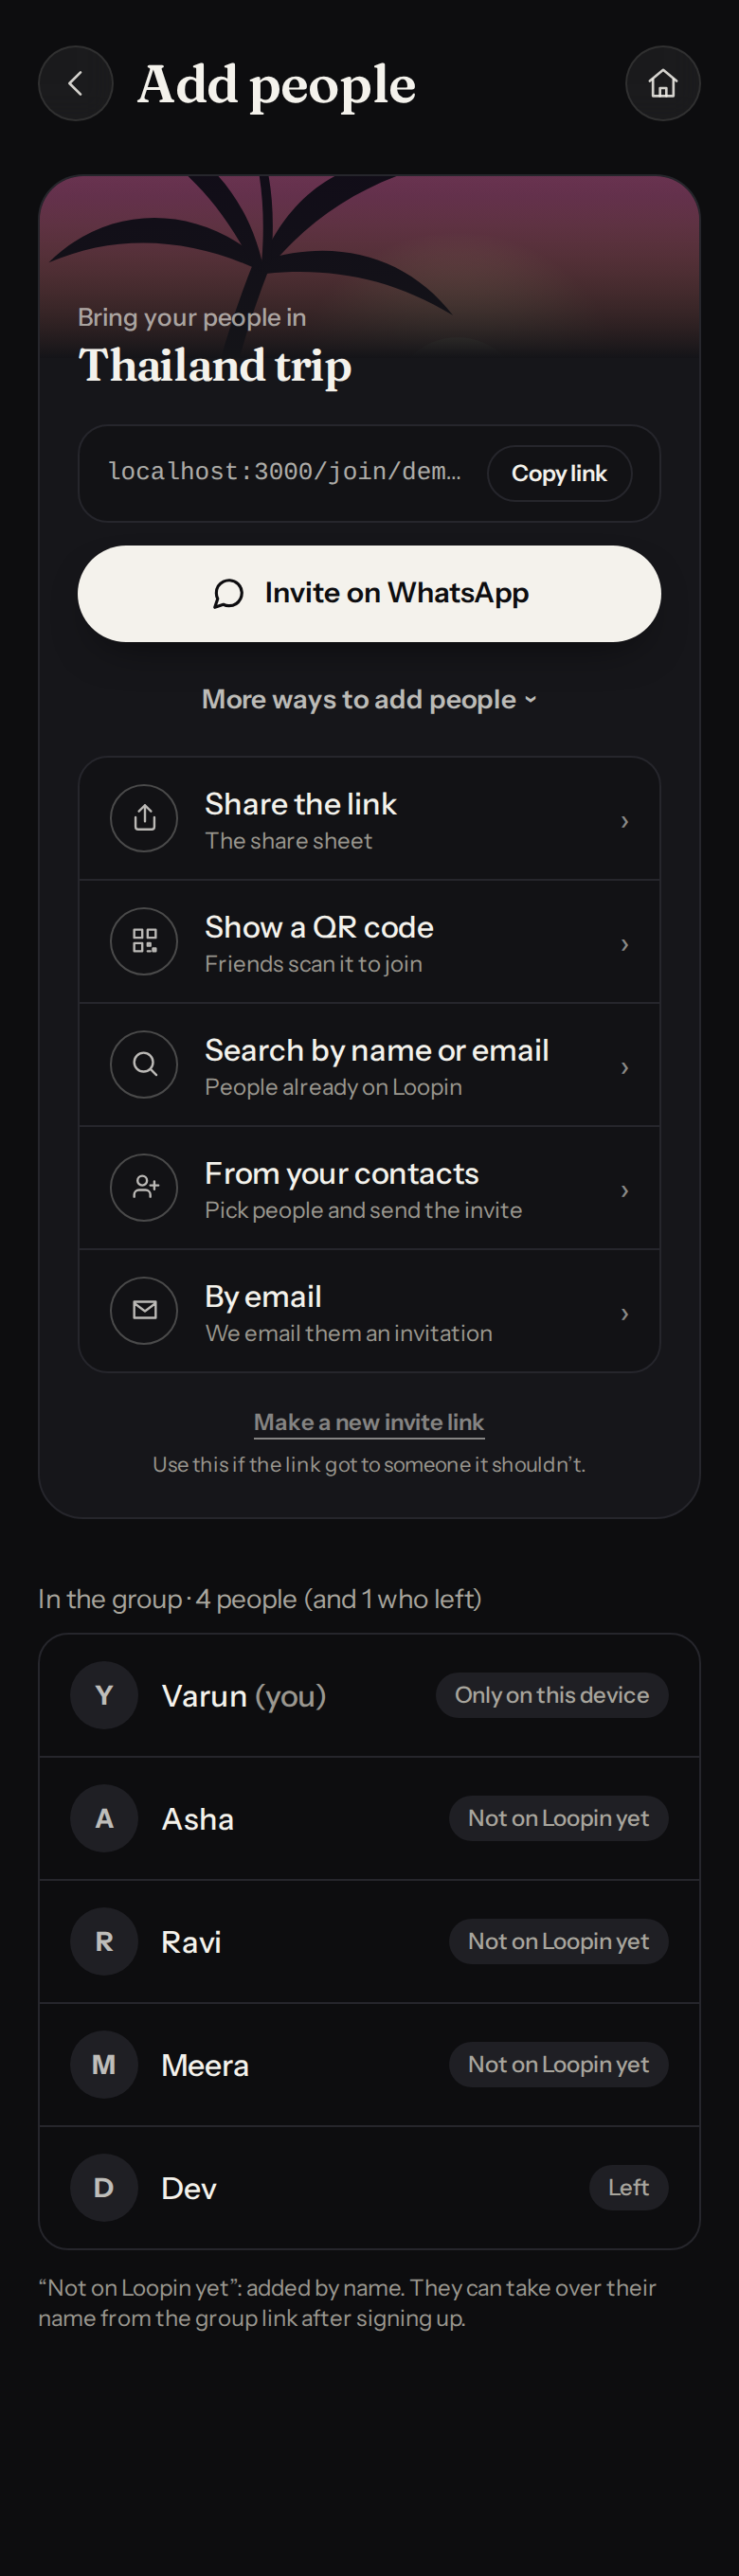 Add people
Bring your people in
Thailand trip
localhost:3000/join/dem…
Copy link
Invite on WhatsApp
More ways to add people
Share the link
The share sheet
Show a QR code
Friends scan it to join
Search by name or email
People already on Loopin
From your contacts
Pick people and send the invite
By email
We email them an invitation
Make a new invite link
Use this if the link got to someone it shouldn’t.
In the group · 4 people (and 1 who left)
Y
Varun (you)
Only on this device
A
Asha
Not on Loopin yet
R
Ravi
Not on Loopin yet
M
Meera
Not on Loopin yet
D
Dev
Left
“Not on Loopin yet”: added by name. They can take over their
name from the group link after signing up.